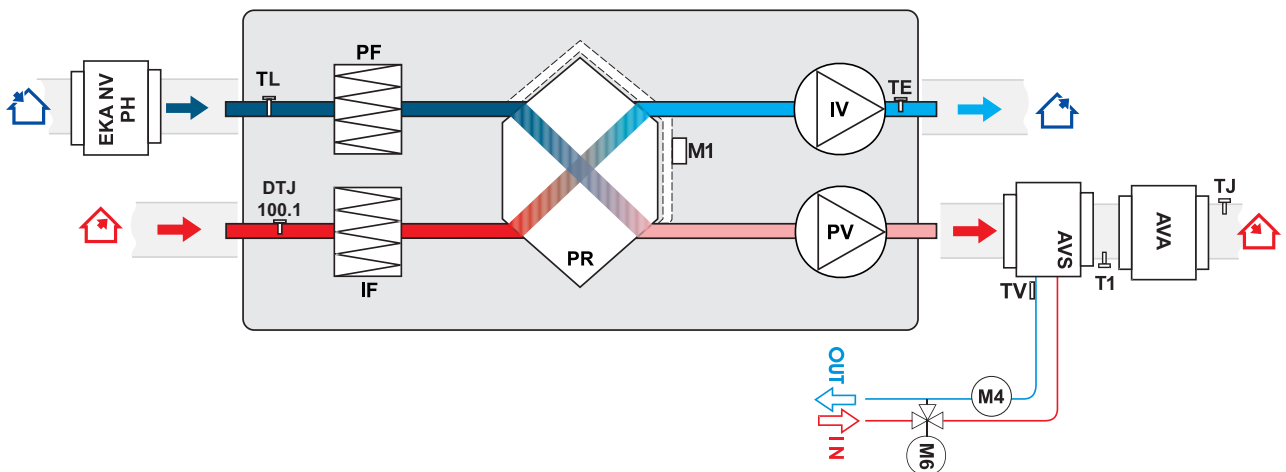 EKA NV
PH
TL
PF
IV
TE
M1
DTJ
100.1
IF
PR
PV
AVS
TV
T1
AVA
TJ
OUT
IN
M4
M6